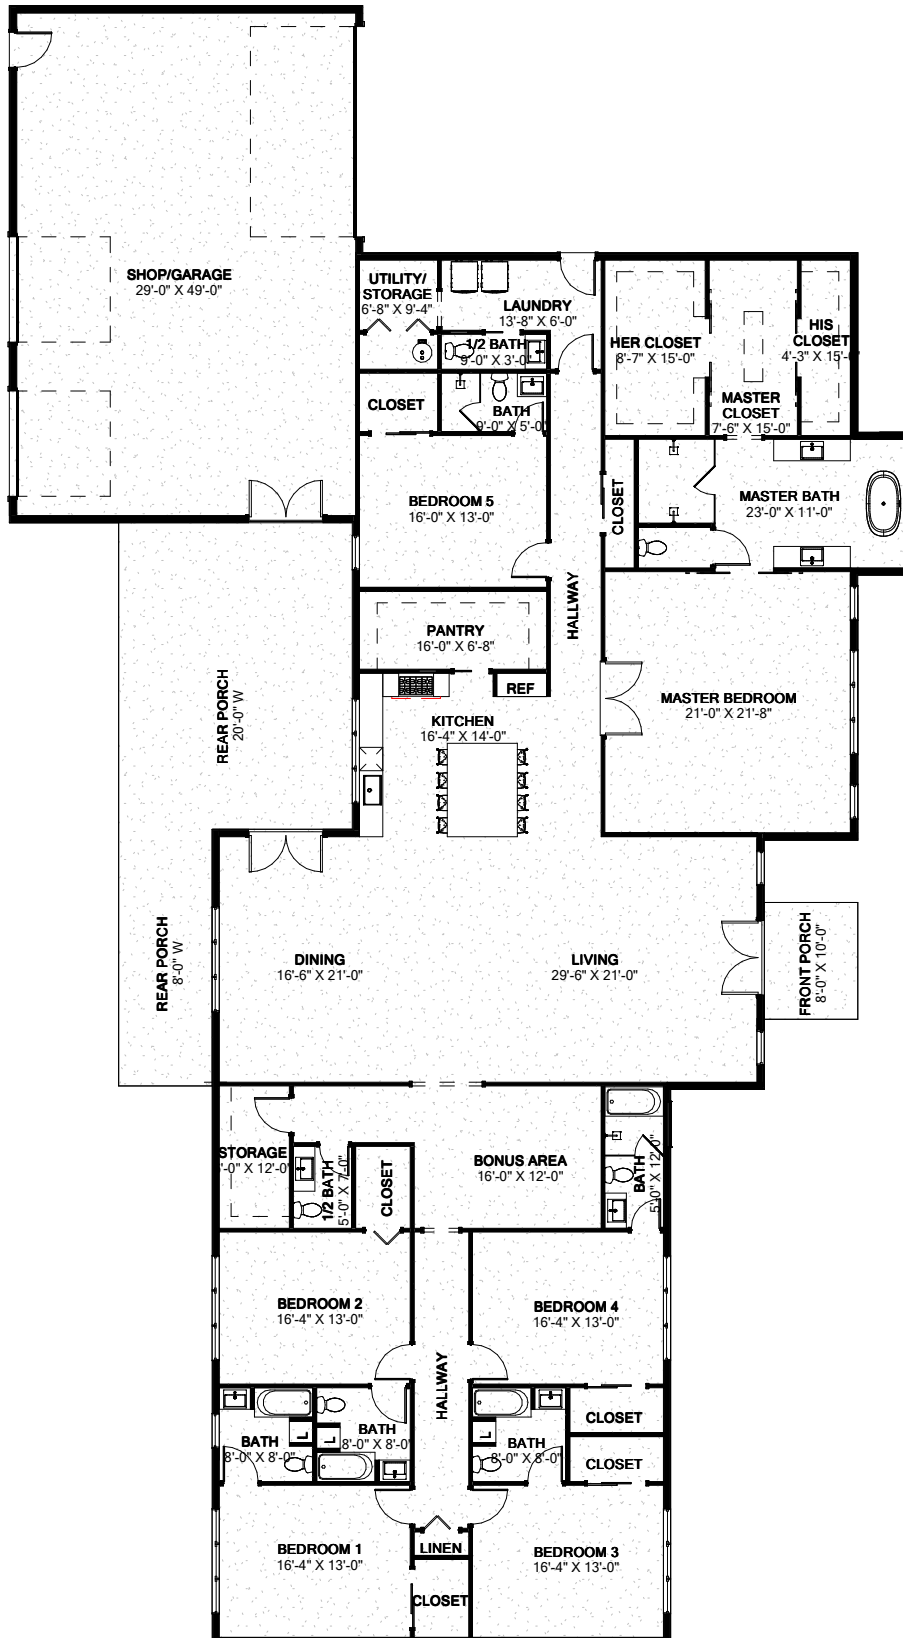 SHOP/GARAGE
29'-0" X 49'-0"
UTILITY/
STORAGE
6'-8" X 9'-4"
LAUNDRY
13'-8" X 6'-0"
1/2 BATH
9'-0" X 3'-0"
HER CLOSET
8'-7" X 15'-0"
HIS
CLOSET
4'-3" X 15'-0"
MASTER
CLOSET
7'-6" X 15'-0"
CLOSET
BATH
9'-0" X 5'-0"
BEDROOM 5
16'-0" X 13'-0"
CLOSET
MASTER BATH
23'-0" X 11'-0"
HALLWAY
PANTRY
16'-0" X 6'-8"
REF
KITCHEN
16'-4" X 14'-0"
MASTER BEDROOM
21'-0" X 21'-8"
REAR PORCH
20'-0" W
REAR PORCH
8'-0" W
DINING
16'-6" X 21'-0"
LIVING
29'-6" X 21'-0"
FRONT PORCH
8'-0" X 10'-0"
STORAGE
'-0" X 12'-0"
1/2 BATH
5'-0" X 7'-0"
CLOSET
BONUS AREA
16'-0" X 12'-0"
BATH
5'-0" X 12'-0"
BEDROOM 2
16'-4" X 13'-0"
BEDROOM 4
16'-4" X 13'-0"
HALLWAY
BATH
8'-0" X 8'-0"
L
L
BATH
8'-0" X 8'-0"
L
BATH
8'-0" X 8'-0"
CLOSET
CLOSET
BEDROOM 1
16'-4" X 13'-0"
LINEN
CLOSET
BEDROOM 3
16'-4" X 13'-0"